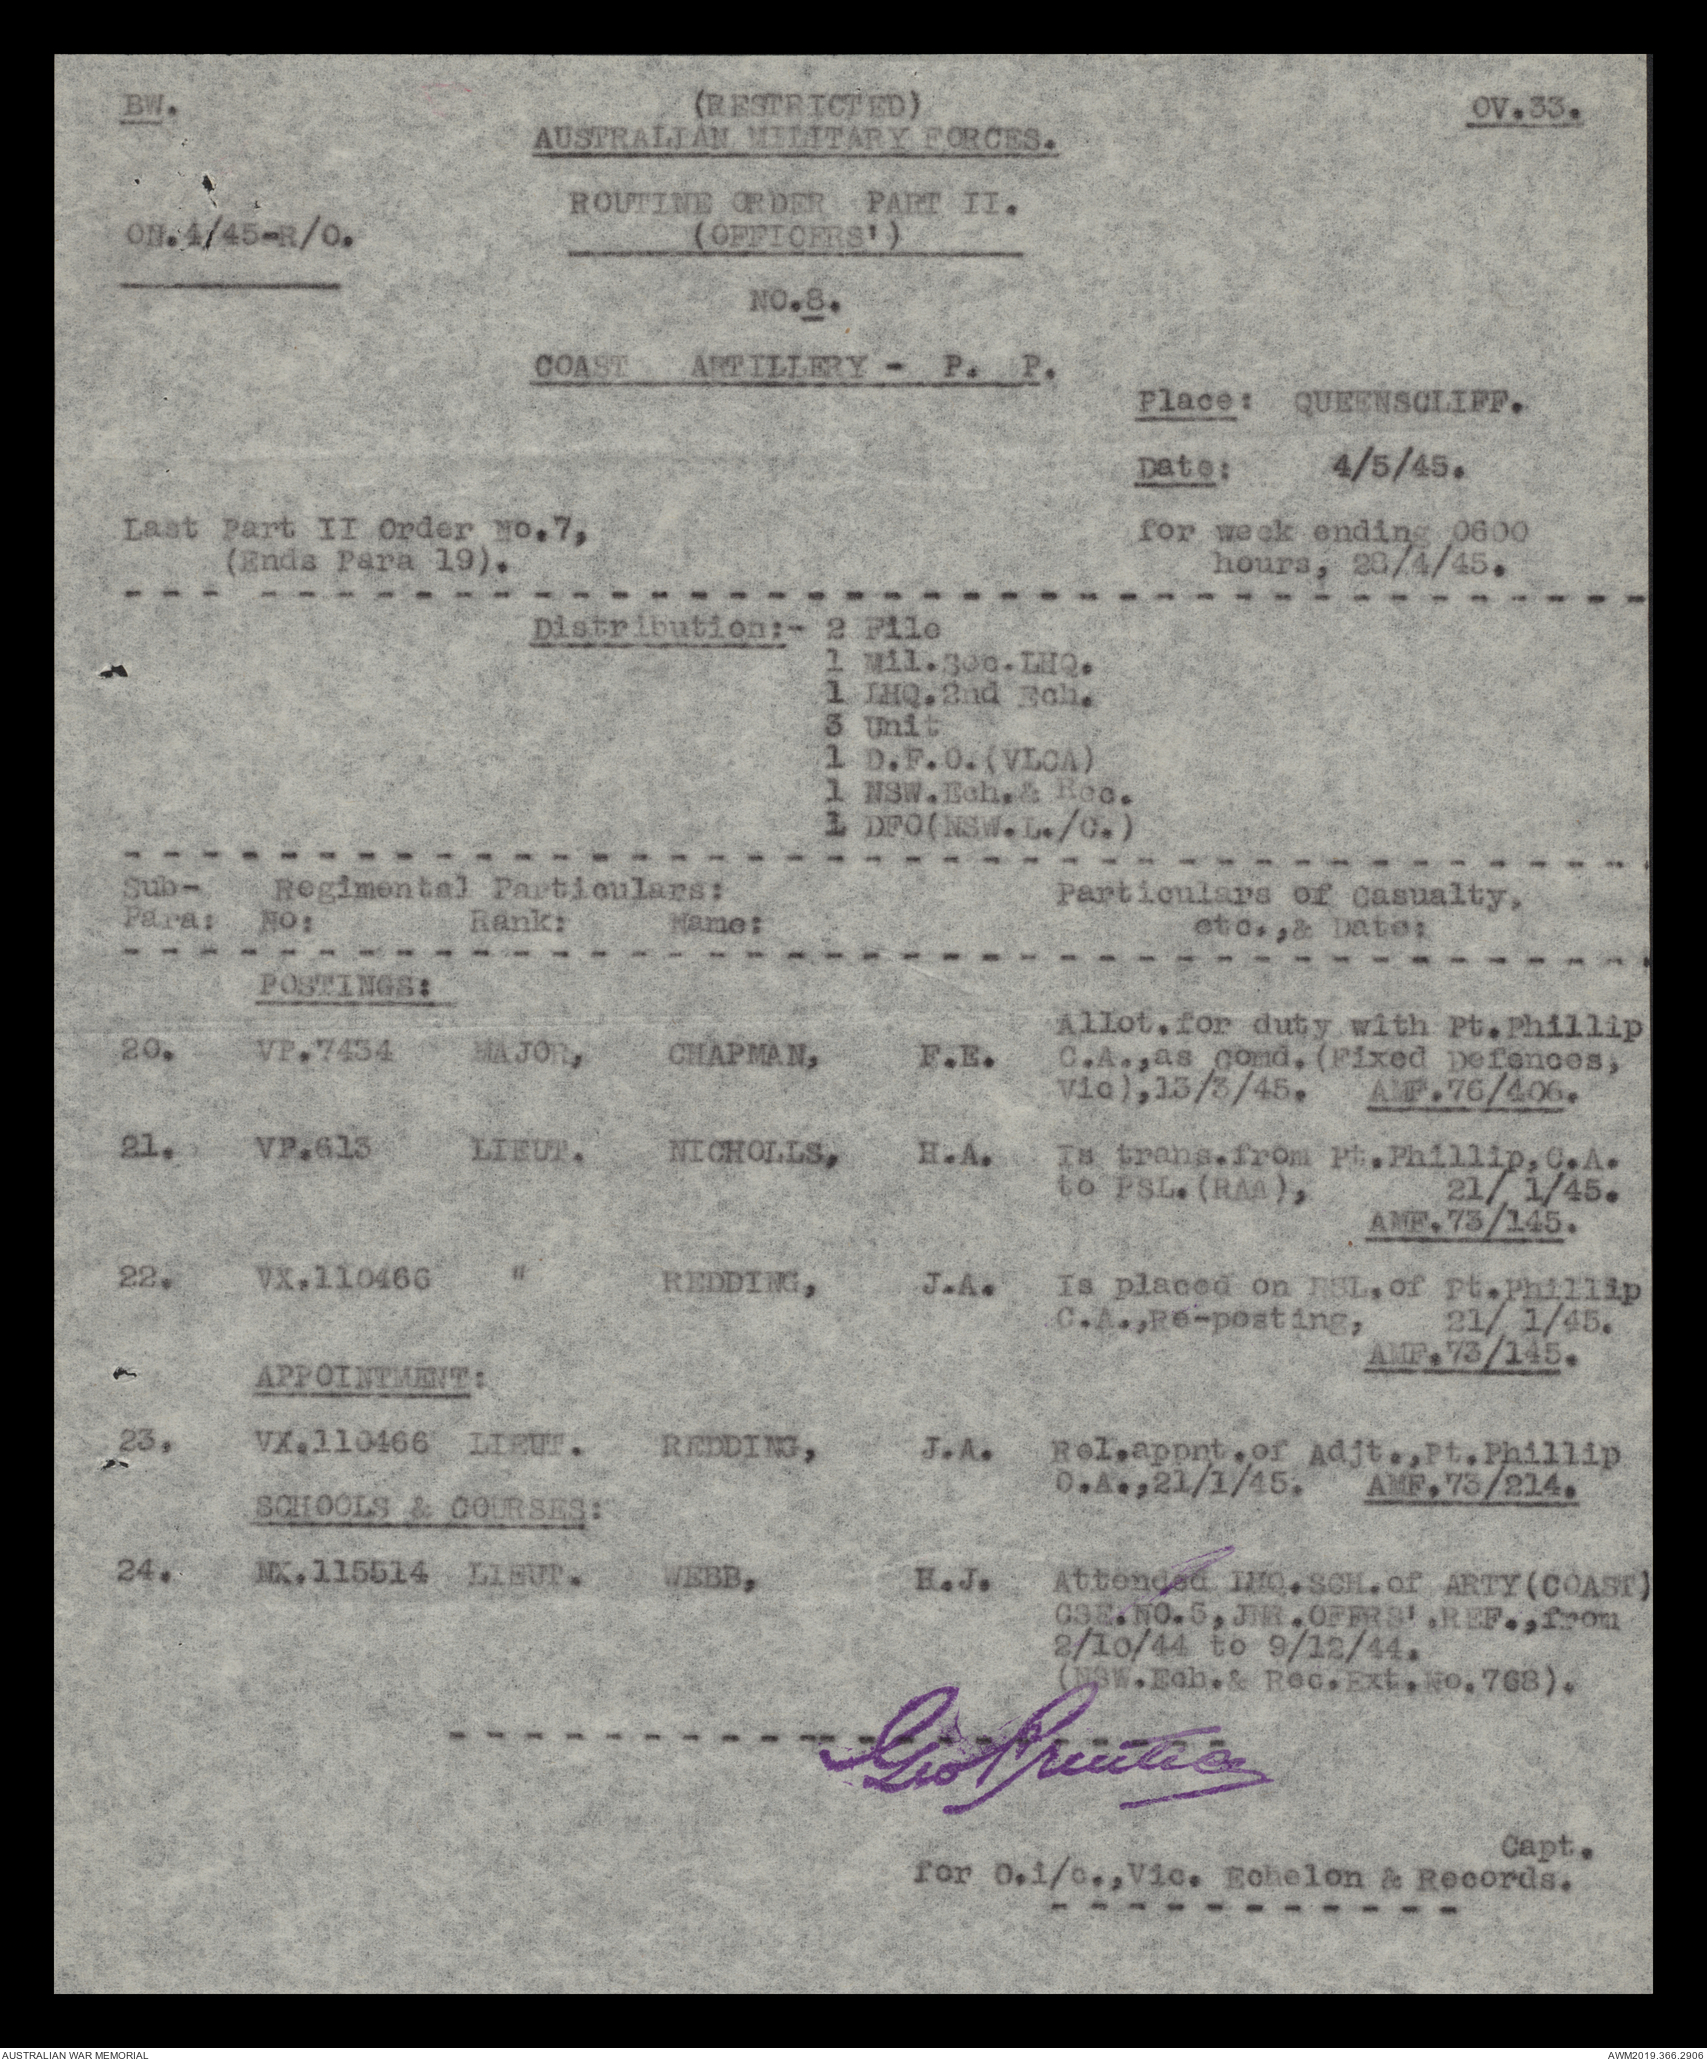 BW. (RESTRICTED) OV.33.
AUSTRALIAN MILITARY FORCES.
ROUTINE ORDER PART II.
ON.4/45-R/O. (OFFICERS')
NO.8.
COAST ARTILLERY - P. P.
Place: QUEENSCLIFF.
Date: 4/5/45.
Last Part II Order No.7, for week ending 0600
(Ends Para 19). hours, 28/4/45.
Distribution:- 2 File
1 Mil.Sec.LHQ.
1 LHQ.2nd Ech.
3 Unit
1 D.F.O.(VLCA)
1 NSW.Ech.& Rec.
1 DFO(NSW.L./C.)
Sub- Regimental Particulars: Particulars of Casualty,
Para: No: Rank: Name: etc.,& Date:
POSTINGS:
Allot.for duty with Pt.Phillip
20. VP.7434 MAJOR, CHAPMAN, F.E. C.A.,as Comd.(Fixed Defences,
Vic),13/3/45. AMF.76/406.
21. VP.613 LIEUT. NICHOLLS, H.A. Is trans.from Pt.Phillip,C.A.
to PSL.(RAA), 21/ 1/45.
AMF.73/145.
22. VX.110466 " REDDING, J.A. Is placed on RSL.of Pt.Phillip
C.A.,Re-posting, 21/ 1/45.
AMF.73/145.
APPOINTMENT:
23. VX.110466 LIEUT. REDDING, J.A. Rel.appnt.of Adjt.,Pt.Phillip
C.A.,21/1/45. AMF.73/214.
SCHOOLS & COURSES:
24. NX.115514 LIEUT. WEBB, H.J. Attended LHQ.SCH.of ARTY(COAST)
CSE.NO.5,JNR.OFFRS'.REF.,from
2/10/44 to 9/12/44.
(NSW.Ech.& Rec.Ext.No.768).
Geo Prentice
Capt.
for O.i/c.,Vic. Echelon & Records.
AUSTRALIAN WAR MEMORIAL AWM2019.366.2906